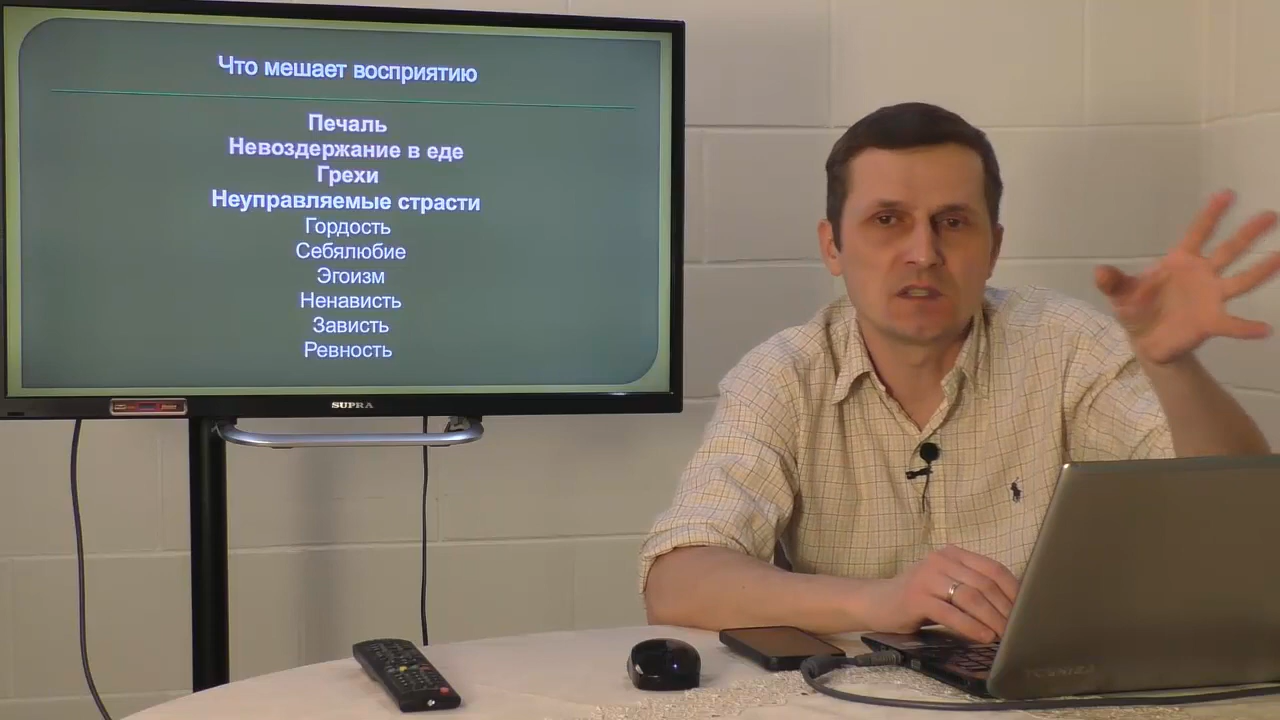 Что мешает восприятию
Печаль
Невоздержание в еде
Грехи
Неуправляемые страсти
Гордость
Себялюбие
Эгоизм
Ненависть
Зависть
Ревность
SUPRA